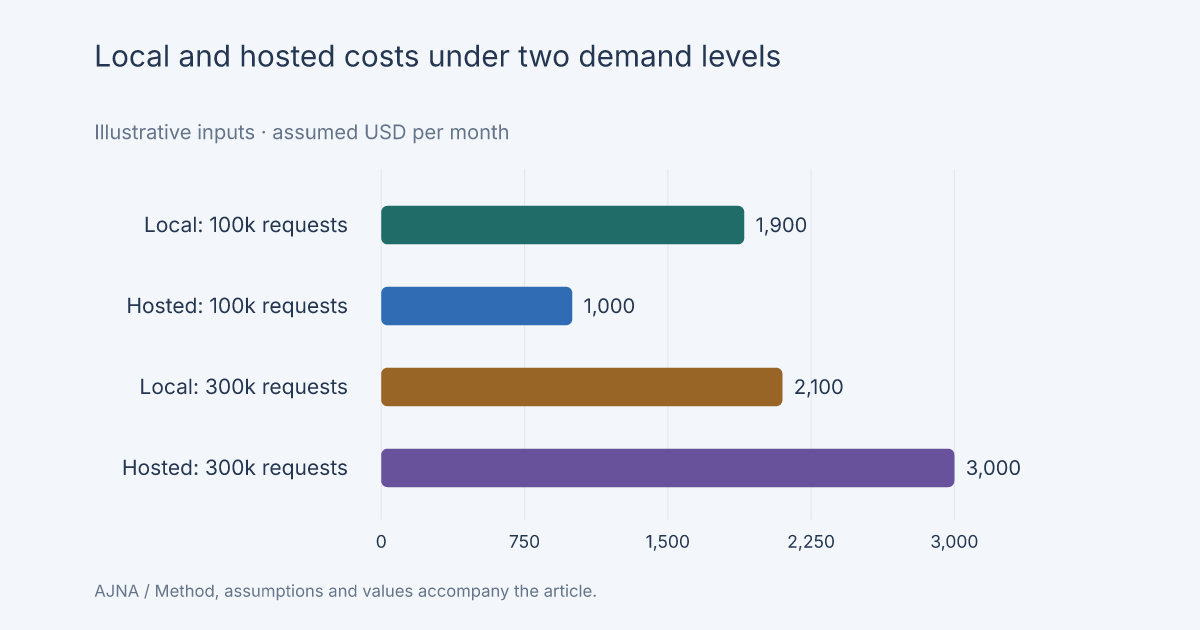 Local and hosted costs under two demand levels
Illustrative inputs · assumed USD per month
Local: 100k requests 1,900
Hosted: 100k requests 1,000
Local: 300k requests 2,100
Hosted: 300k requests 3,000
0 750 1,500 2,250 3,000
AJNA / Method, assumptions and values accompany the article.